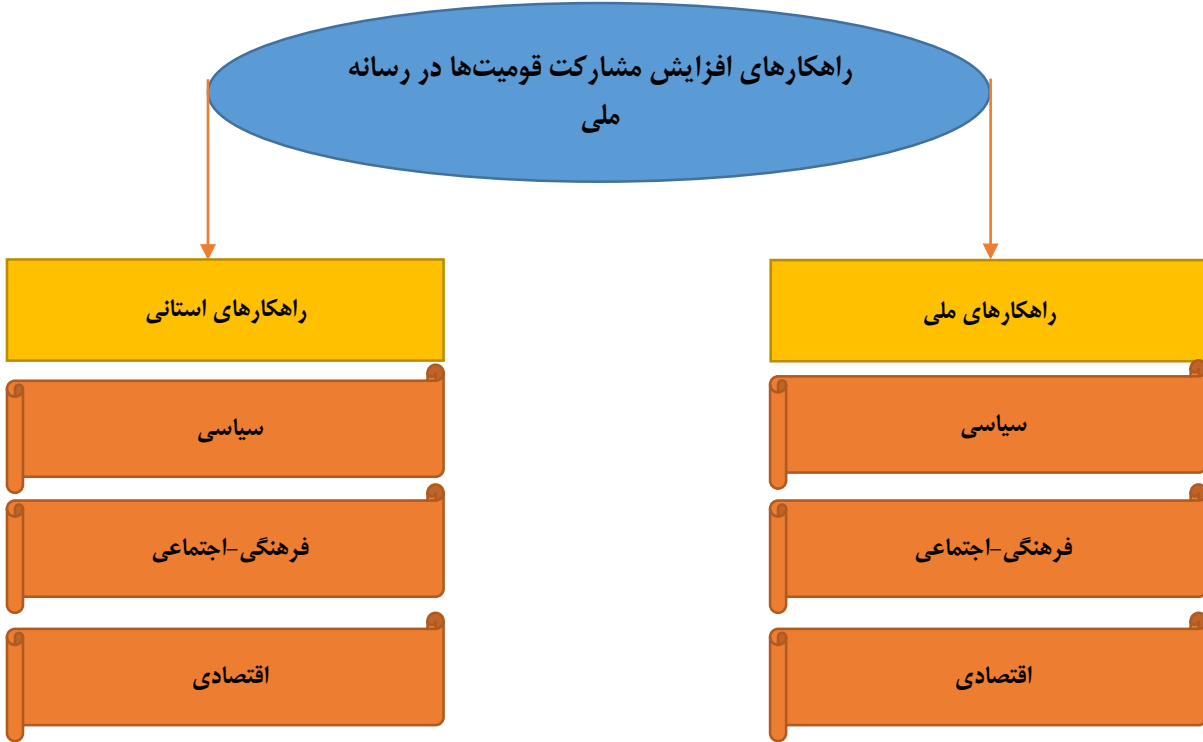 راهکارهای افزایش مشارکت قومیت‌ها در رسانه
ملی
راهکارهای ملی
سیاسی
فرهنگی-اجتماعی
اقتصادی
راهکارهای استانی
سیاسی
فرهنگی-اجتماعی
اقتصادی